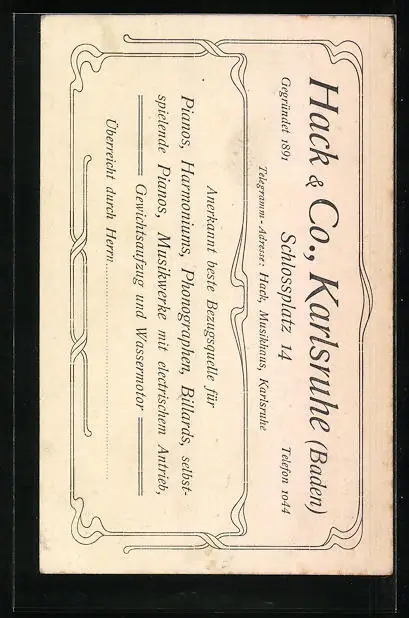 Hack & Co., Karlsruhe (Baden)
Gegründet 1891 Schlossplatz 14 Telefon 1044
Telegramm-Adresse: Hack, Musikhaus, Karlsruhe
Anerkannt beste Bezugsquelle für
Pianos, Harmoniums, Phonographen, Billards, selbst-
spielende Pianos, Musikwerke mit electrischem Antrieb,
Gewichtsaufzug und Wassermotor
Überreicht durch Herrn